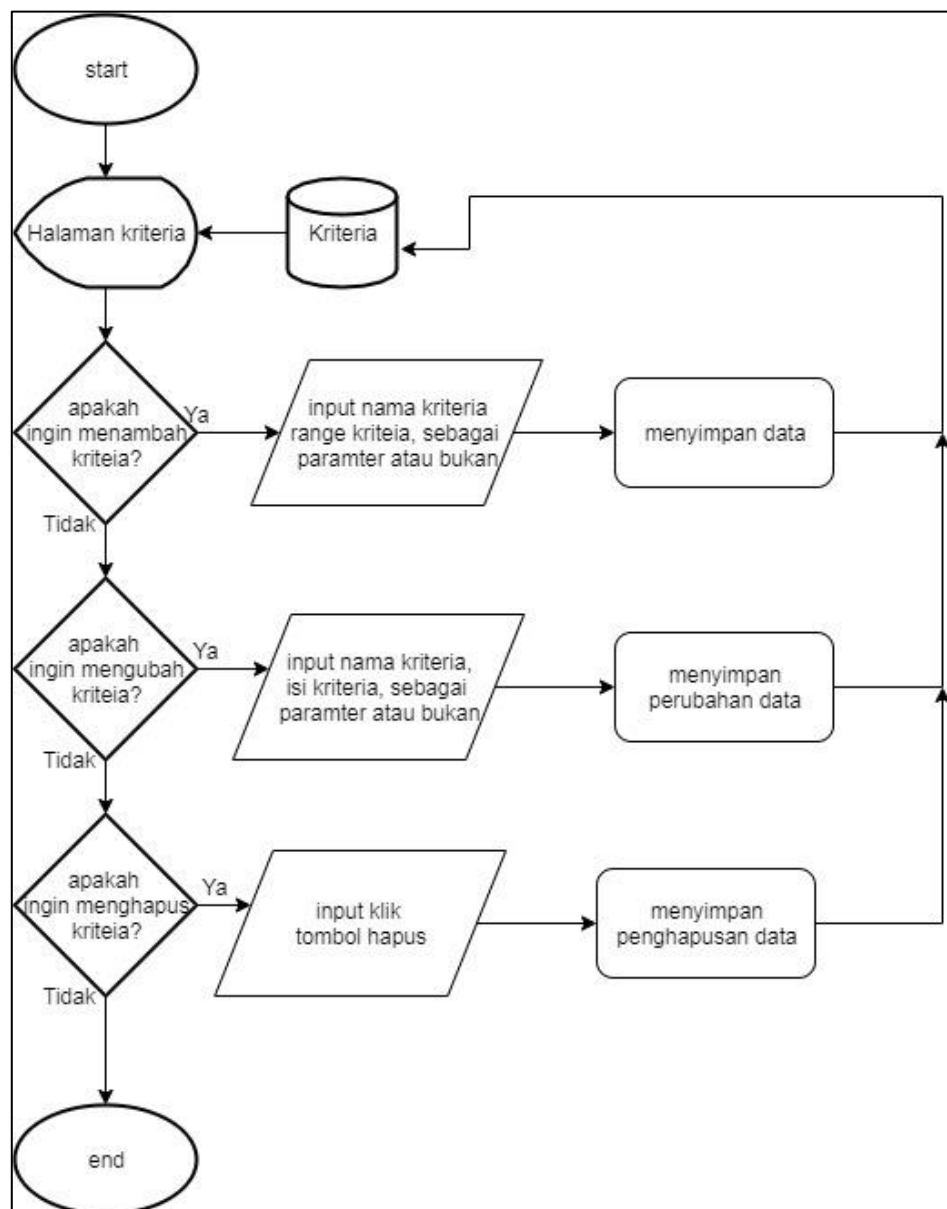 start
Halaman kriteria
Kriteria
apakah
ingin menambah
kriteia?
Ya
input nama kriteria
range kriteia, sebagai
paramter atau bukan
menyimpan data
Tidak
apakah
ingin mengubah
kriteia?
Ya
input nama kriteria,
isi kriteria, sebagai
paramter atau bukan
menyimpan
perubahan data
Tidak
apakah
ingin menghapus
kriteia?
Ya
input klik
tombol hapus
menyimpan
penghapusan data
Tidak
end